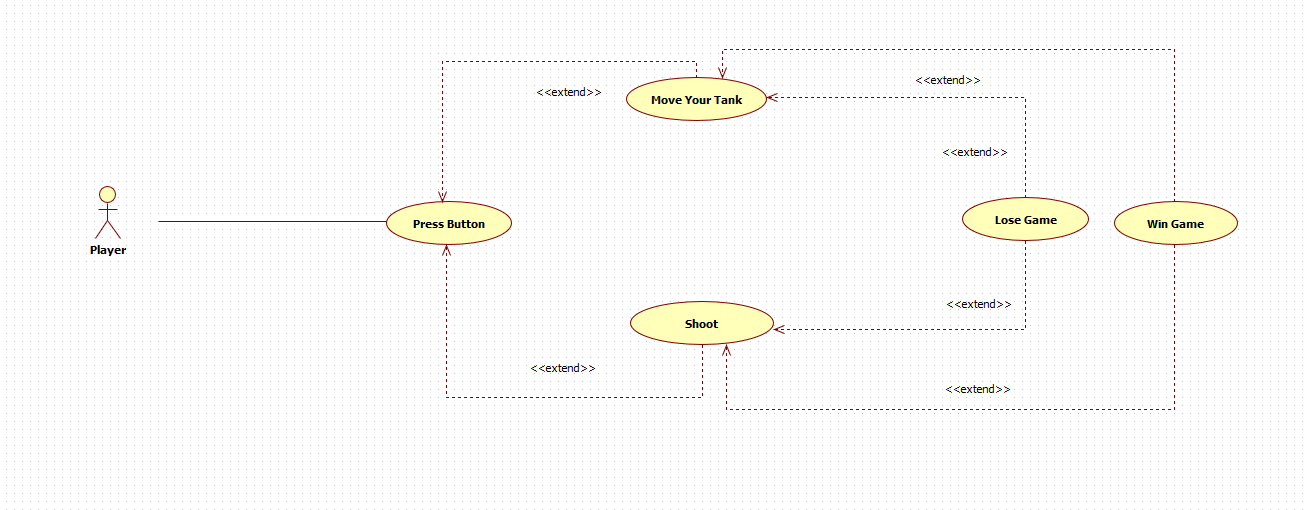 <<extend>>
<<extend>>
Move Your Tank
<<extend>>
Player
Press Button
Lose Game
Win Game
<<extend>>
Shoot
<<extend>>
<<extend>>